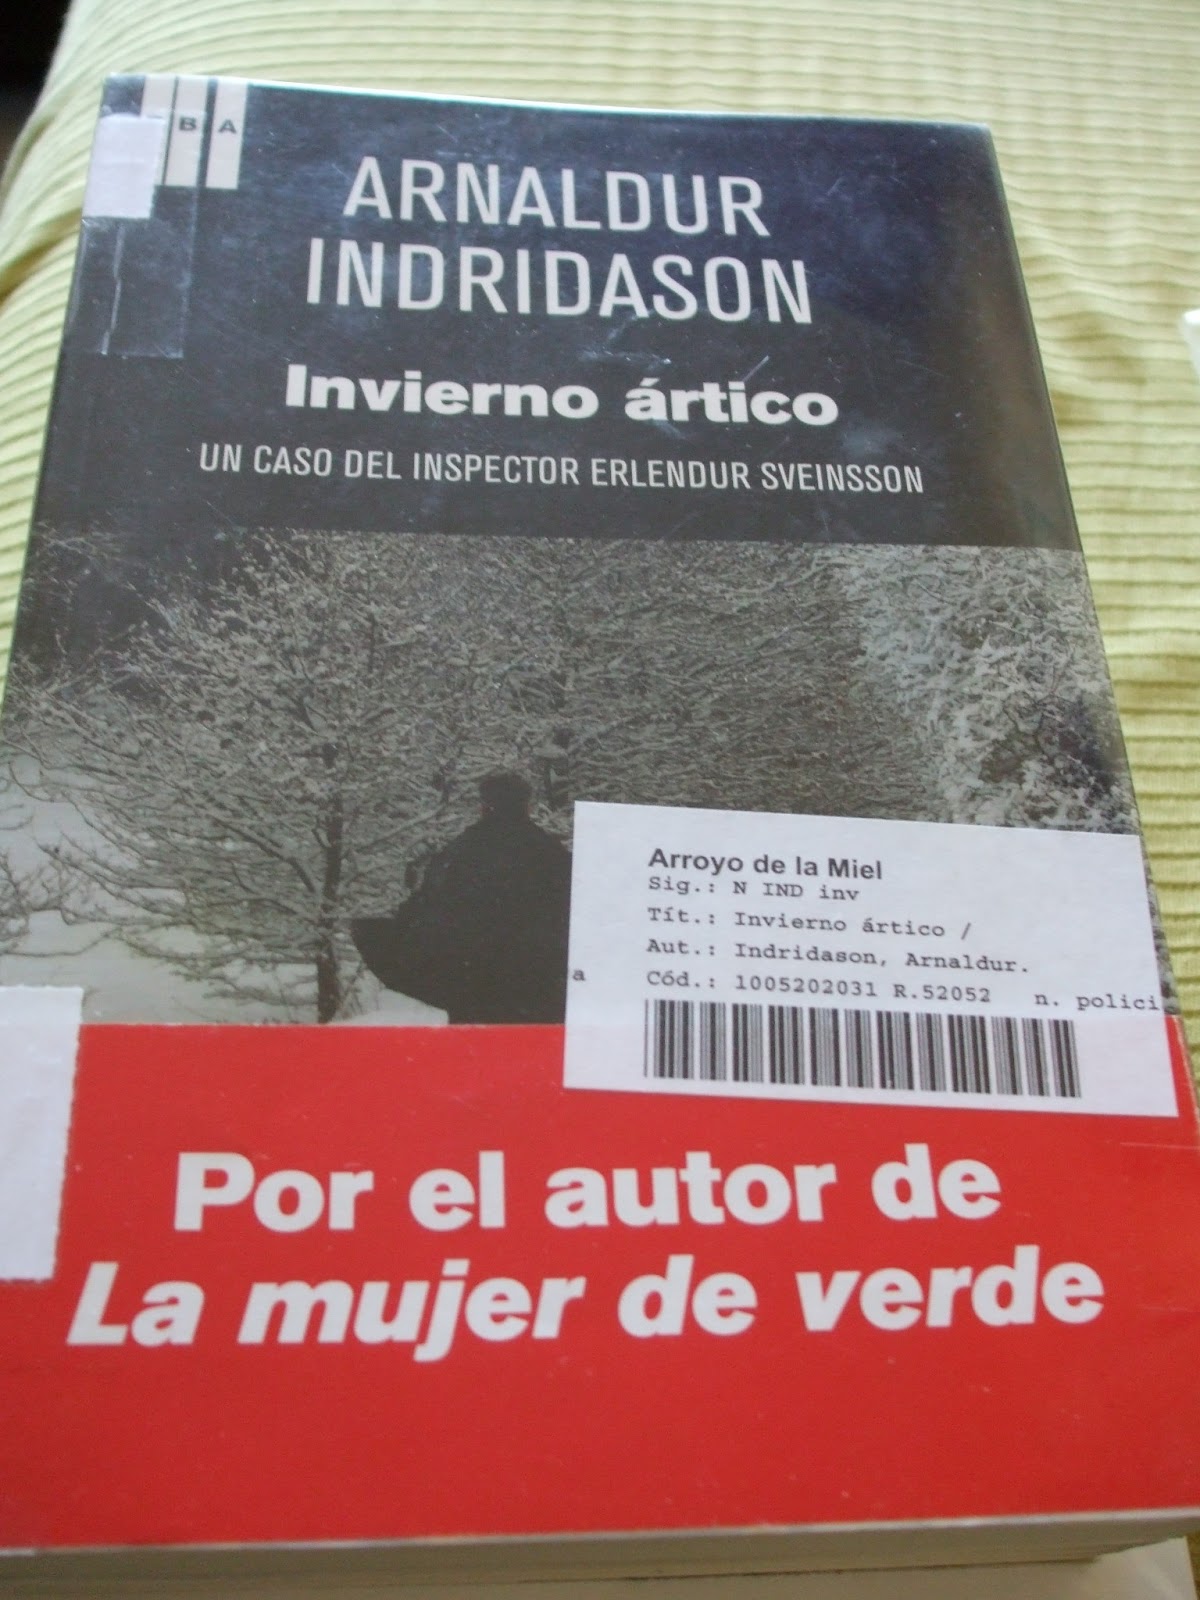 B A
ARNALDUR
INDRIDASON
Invierno ártico
UN CASO DEL INSPECTOR ERLENDUR SVEINSSON
Arroyo de la Miel
Sig.: N IND inv
Tít.: Invierno ártico /
Aut.: Indridason, Arnaldur.
a Cód.: 1005202031 R.52052 n. polici
Por el autor de
La mujer de verde